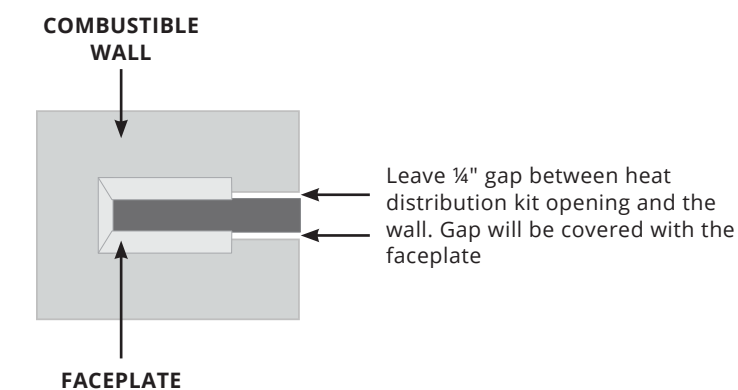 COMBUSTIBLE
WALL
Leave ¼" gap between heat
distribution kit opening and the
wall. Gap will be covered with the
faceplate
FACEPLATE